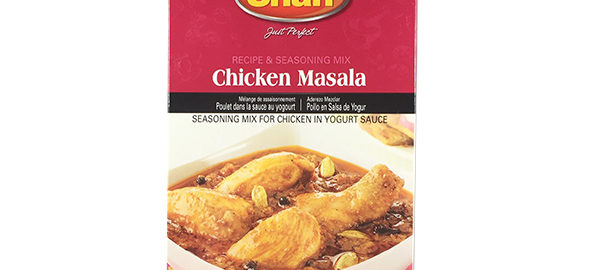 Shan
Just Perfect
RECIPE & SEASONING MIX
Chicken Masala
Mélange de assaisonnement
Poulet dans la sauce au yogourt
Aderezo Mezclar
Pollo en Salsa de Yogur
SEASONING MIX FOR CHICKEN IN YOGURT SAUCE